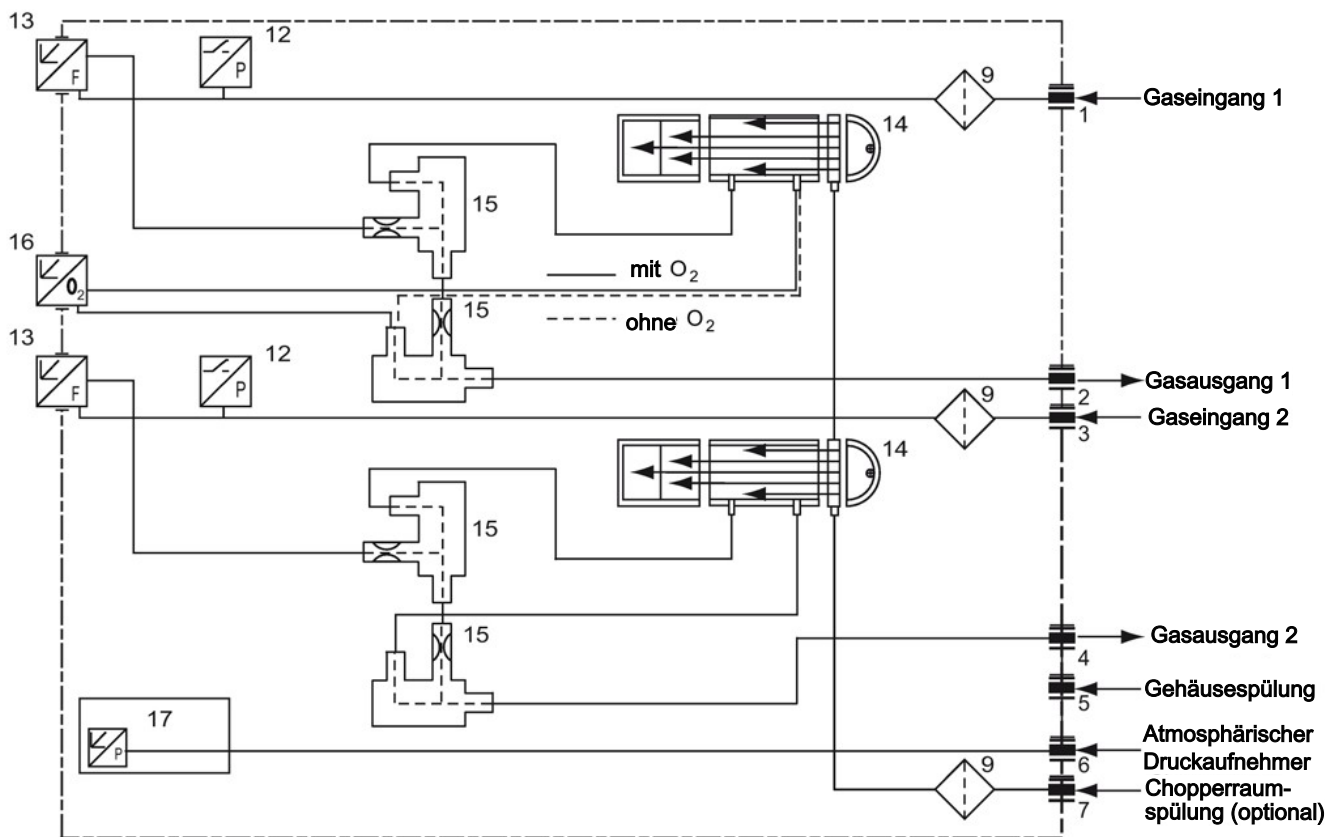 13
F
12
P
9
1
Gaseingang 1
14
15
16
O2
mit O2
15
ohne O2
13
F
12
P
9
2
Gasausgang 1
3
Gaseingang 2
14
15
15
4
Gasausgang 2
5
Gehäusespülung
17
P
6
Atmosphärischer
Druckaufnehmer
9
7
Chopperraum-
spülung (optional)